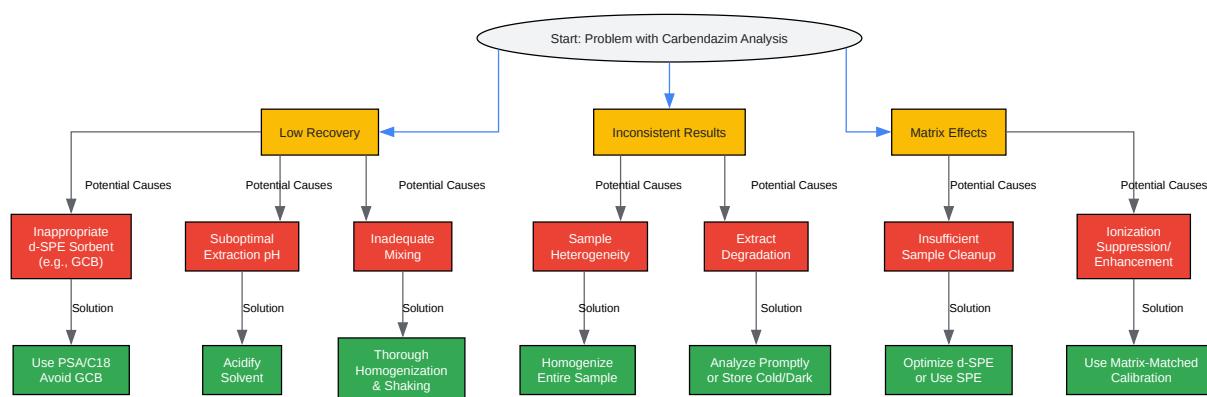 Start: Problem with Carbendazim Analysis
Low Recovery
Inconsistent Results
Matrix Effects
Potential Causes
Potential Causes
Potential Causes
Potential Causes
Potential Causes
Potential Causes
Potential Causes
Inappropriate
d-SPE Sorbent
(e.g., GCB)
Suboptimal
Extraction pH
Inadequate
Mixing
Sample
Heterogeneity
Extract
Degradation
Insufficient
Sample Cleanup
Ionization
Suppression/
Enhancement
Solution
Solution
Solution
Solution
Solution
Solution
Solution
Use PSA/C18
Avoid GCB
Acidify
Solvent
Thorough
Homogenization
& Shaking
Homogenize
Entire Sample
Analyze Promptly
or Store Cold/Dark
Optimize d-SPE
or Use SPE
Use Matrix-Matched
Calibration